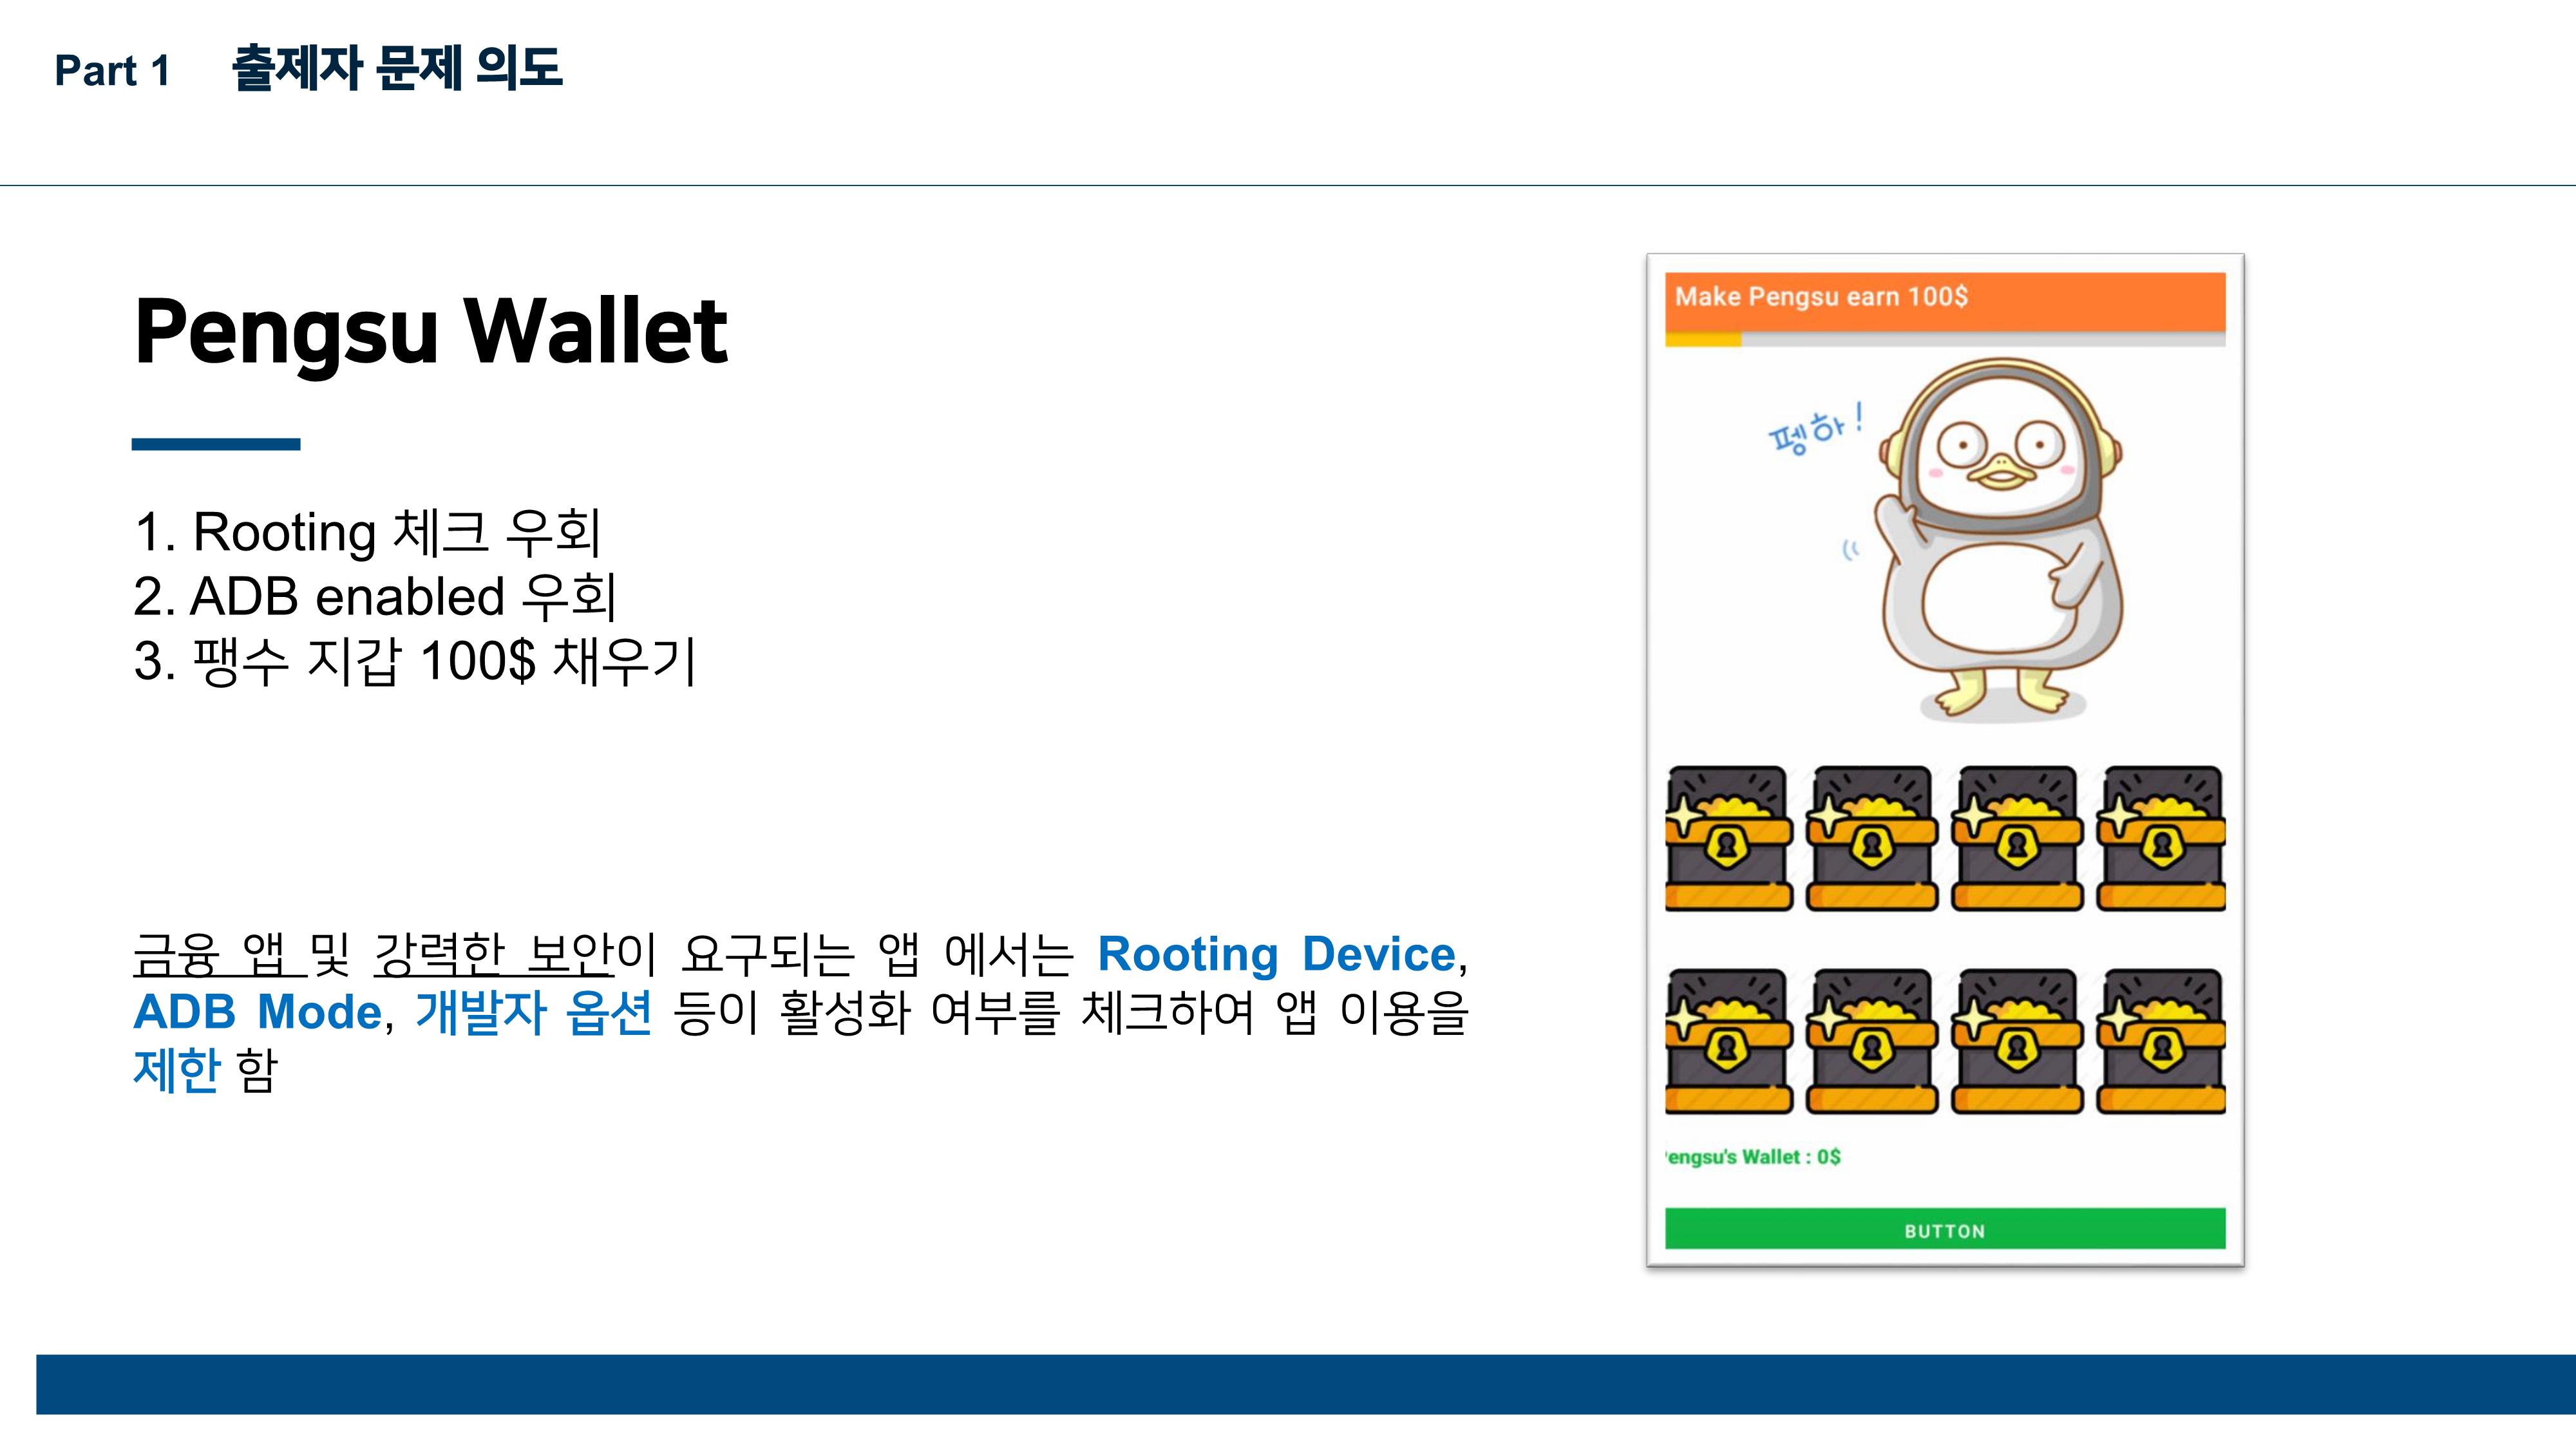 Part 1 출제자 문제 의도
Pengsu Wallet
1. Rooting 체크 우회
2. ADB enabled 우회
3. 팽수 지갑 100$ 채우기
금융 앱 및 강력한 보안이 요구되는 앱 에서는 Rooting Device,
ADB Mode, 개발자 옵션 등이 활성화 여부를 체크하여 앱 이용을
제한 함
Make Pengsu earn 100$
펭하!
engsu's Wallet : 0$
BUTTON